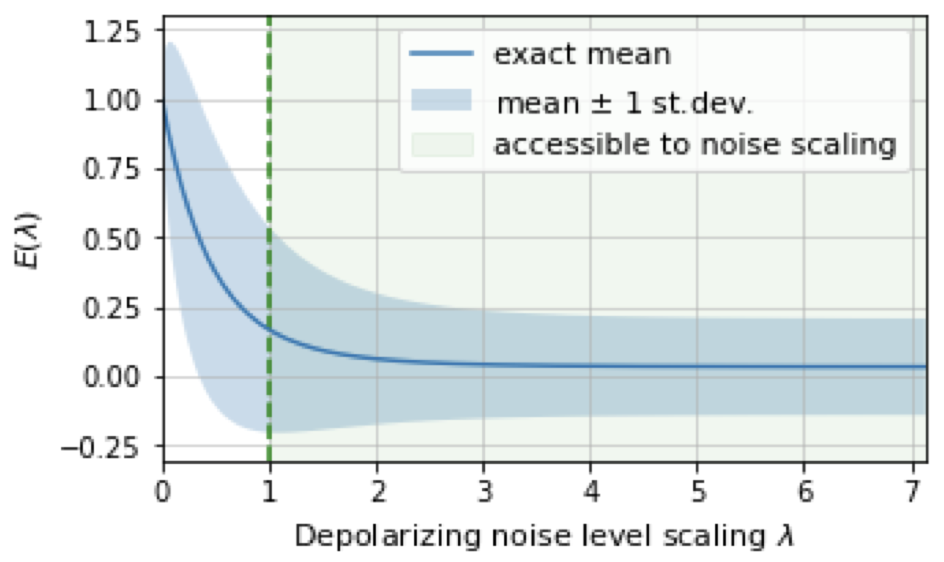 1.25
1.00
0.75
0.50
0.25
0.00
−0.25
E(λ)
exact mean
mean ± 1 st.dev.
accessible to noise scaling
0 1 2 3 4 5 6 7
Depolarizing noise level scaling λ